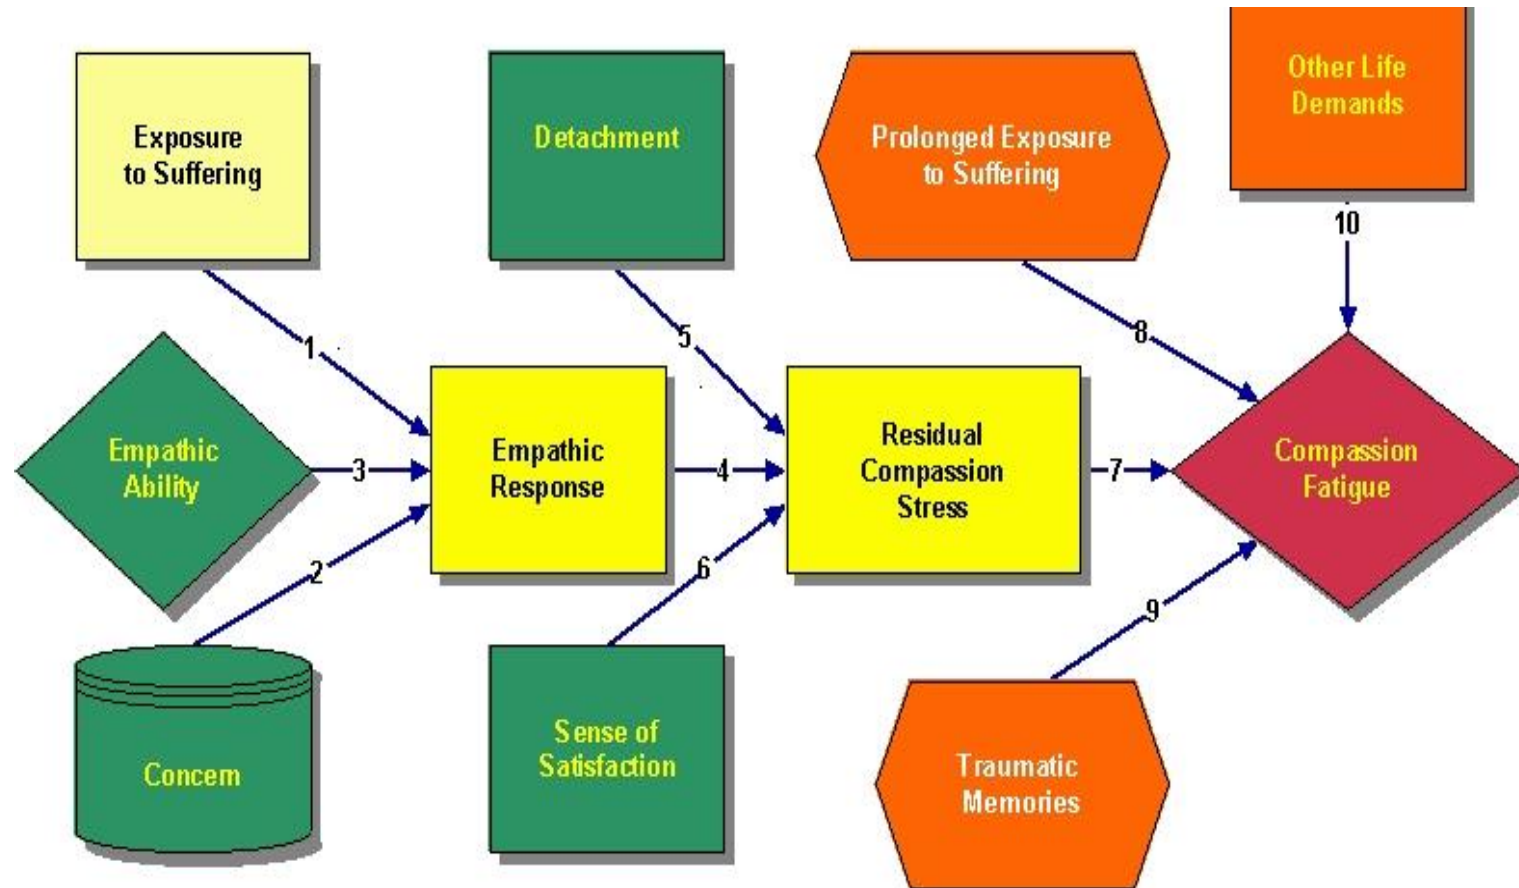 Exposure
to Suffering
Detachment
Prolonged Exposure
to Suffering
Other Life
Demands
10
1
5
8
Empathic
Ability
3
Empathic
Response
4
Residual
Compassion
Stress
7
Compassion
Fatigue
2
6
9
Concern
Sense of
Satisfaction
Traumatic
Memories